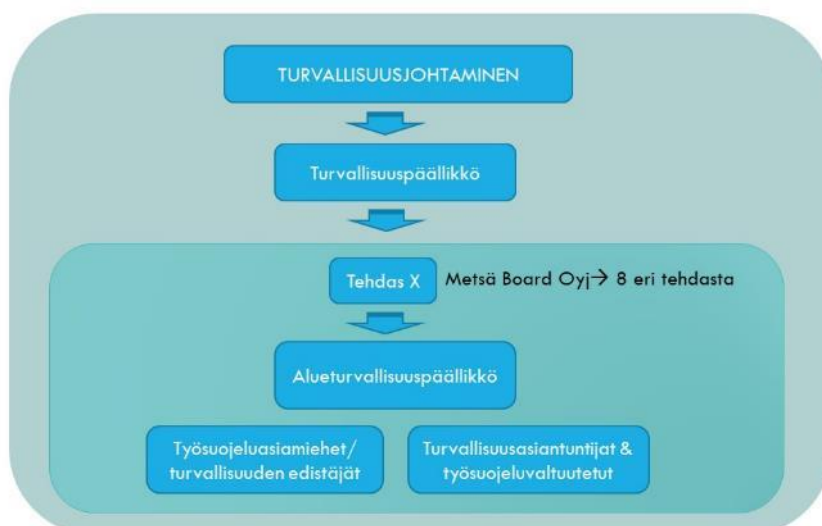 TURVALLISUUSJOHTAMINEN
Turvallisuuspäällikkö
Tehdas X
Metsä Board Oyj→ 8 eri tehdasta
Alueturvallisuuspäällikkö
Työsuojeluasiamiehet/
turvallisuuden edistäjät
Turvallisuusasiantuntijat &
työsuojeluvaltuutetut